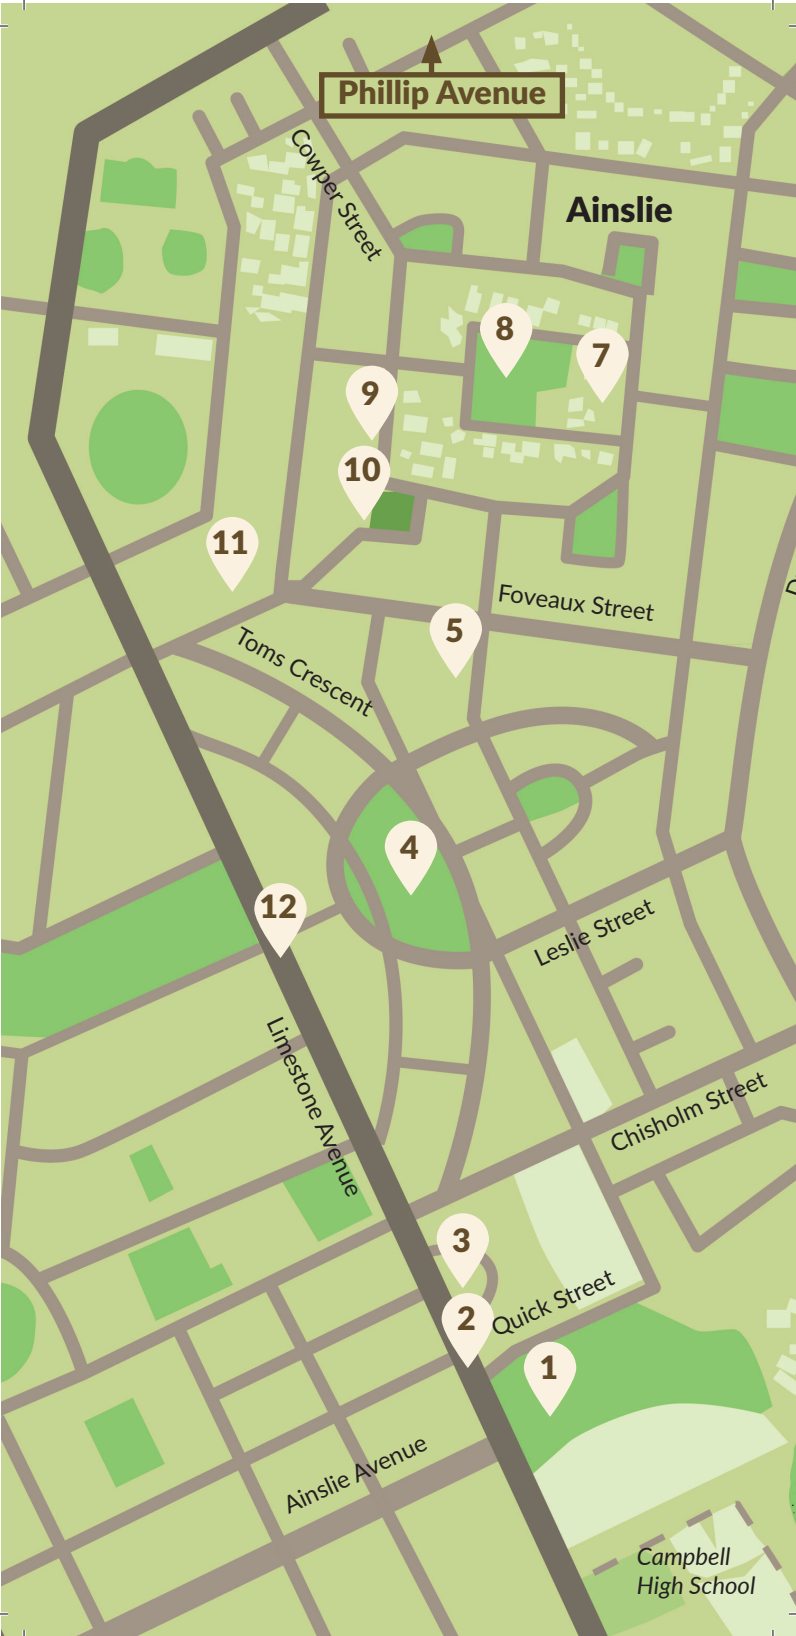 Phillip Avenue
Cowper Street
Ainslie
8
7
9
10
11
Foveaux Street
5
Toms Crescent
4
12
Leslie Street
Limestone Avenue
Chisholm Street
3
2
Quick Street
1
Ainslie Avenue
Campbell
High School